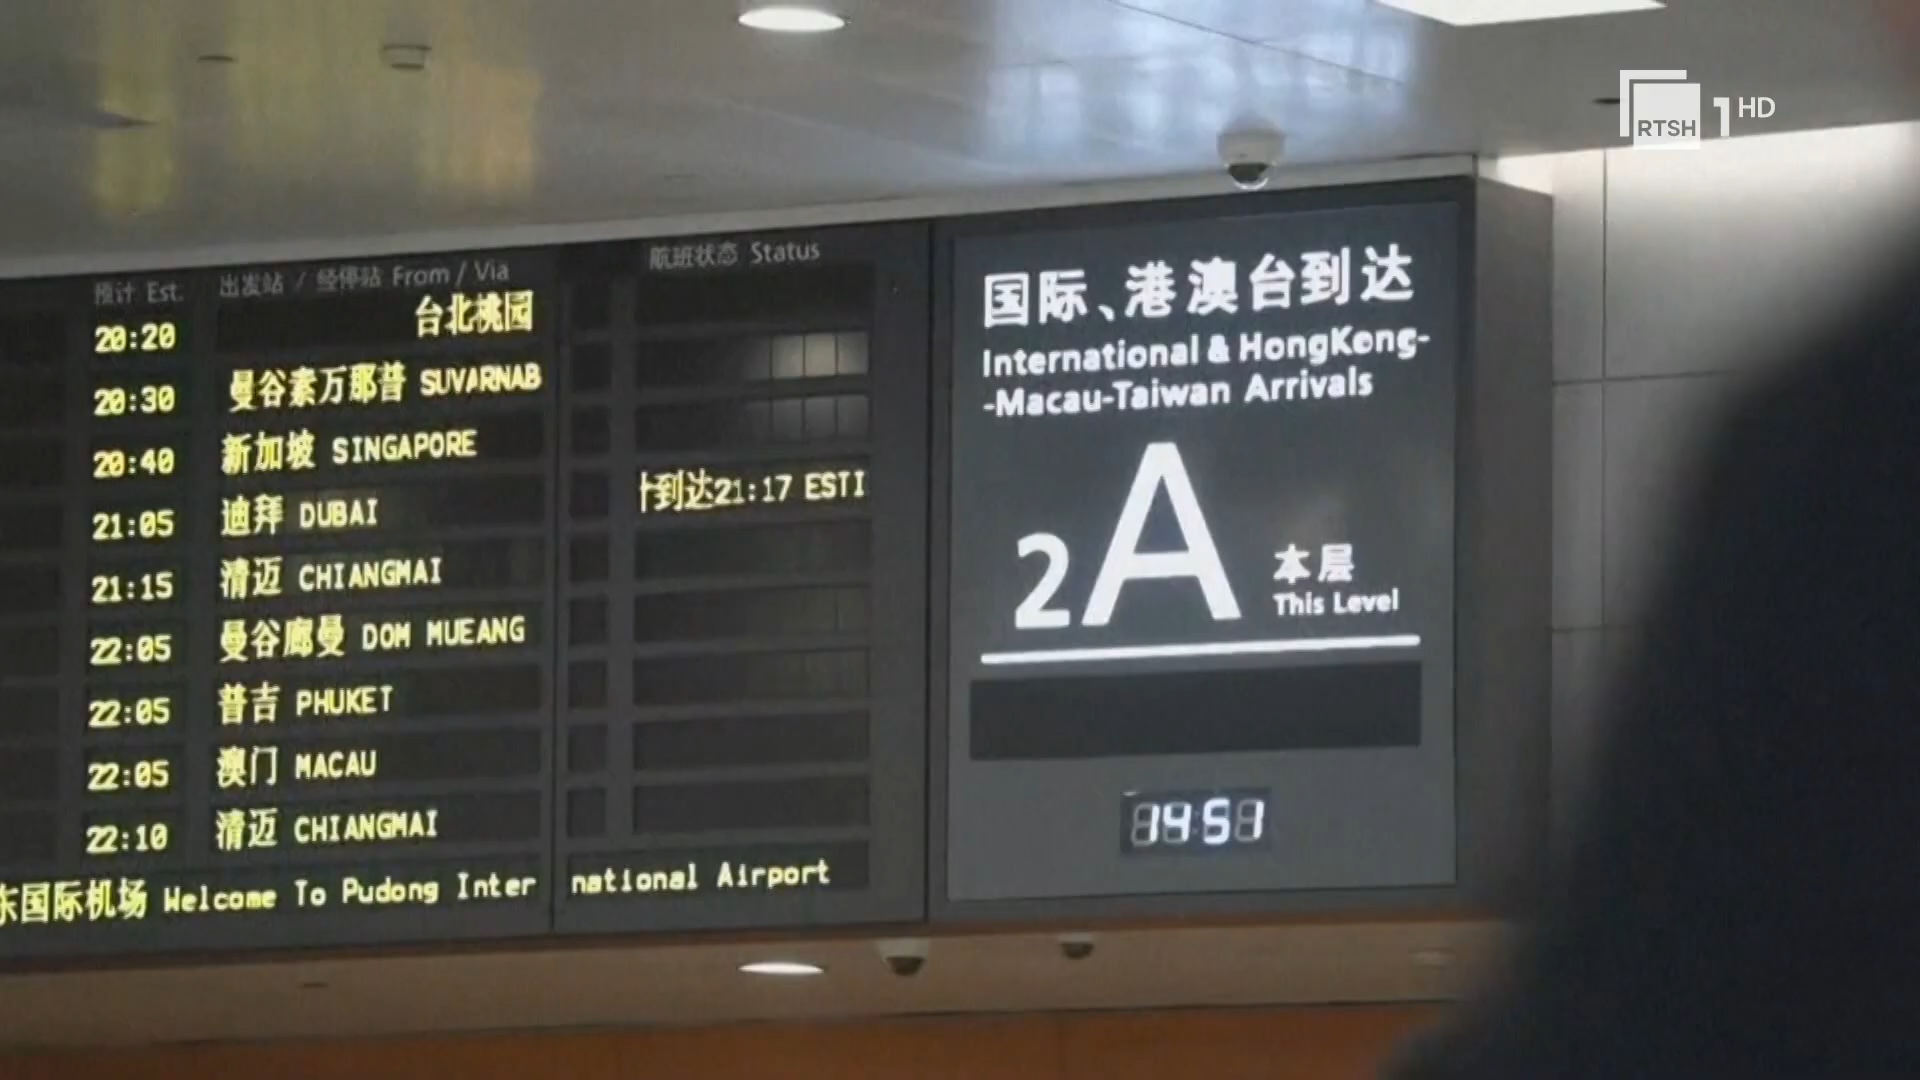 RTSH 1 HD
预计 Est. 出发站 / 经停站 From / Via 航班状态 Status
20:20 台北桃园
20:30 曼谷素万那普 SUVARNAB
20:40 新加坡 SINGAPORE
21:05 迪拜 DUBAI 到达21:17 ESTI
21:15 清迈 CHIANGMAI
22:05 曼谷廊曼 DOM MUEANG
22:05 普吉 PHUKET
22:05 澳门 MACAU
22:10 清迈 CHIANGMAI
东国际机场 Welcome To Pudong International Airport
国际、港澳台到达
International & HongKong-
-Macau-Taiwan Arrivals
2A 本层
This Level
14:51